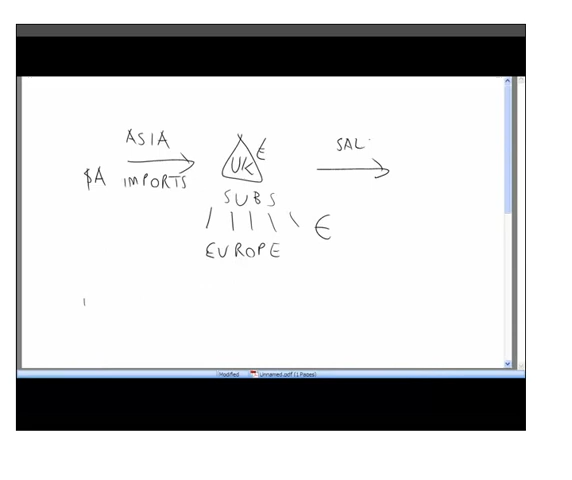 ASIA
$A IMPORTS
UK £
SAL
SUBS
EUROPE €
Modified Unnamed.pdf (1 Pages)